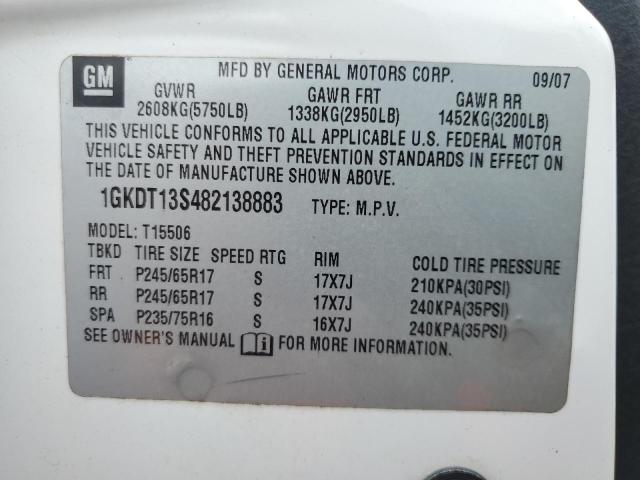 GM
MFD BY GENERAL MOTORS CORP. 09/07
GVWR GAWR FRT GAWR RR
2608KG(5750LB) 1338KG(2950LB) 1452KG(3200LB)
THIS VEHICLE CONFORMS TO ALL APPLICABLE U.S. FEDERAL MOTOR
VEHICLE SAFETY AND THEFT PREVENTION STANDARDS IN EFFECT ON
THE DATE OF MANUFACTURE SHOWN ABOVE.
1GKDT13S482138883 TYPE: M.P.V.
MODEL: T15506
TBKD TIRE SIZE SPEED RTG RIM COLD TIRE PRESSURE
FRT P245/65R17 S 17X7J 210KPA(30PSI)
RR P245/65R17 S 17X7J 240KPA(35PSI)
SPA P235/75R16 S 16X7J 240KPA(35PSI)
SEE OWNER'S MANUAL i FOR MORE INFORMATION.